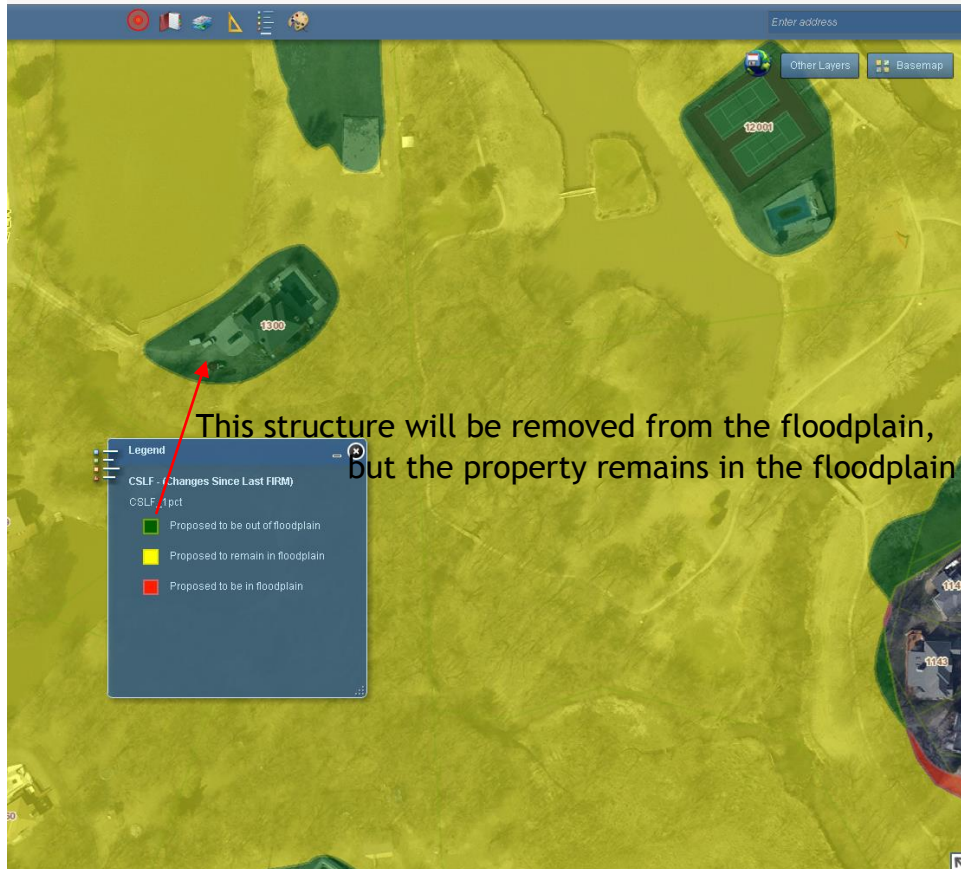 Enter address
Other Layers
Basemap
12001
1300
This structure will be removed from the floodplain,
but the property remains in the floodplain
Legend
CSLF - (Changes Since Last FIRM)
CSLF_1pct
Proposed to be out of floodplain
Proposed to remain in floodplain
Proposed to be in floodplain
1143